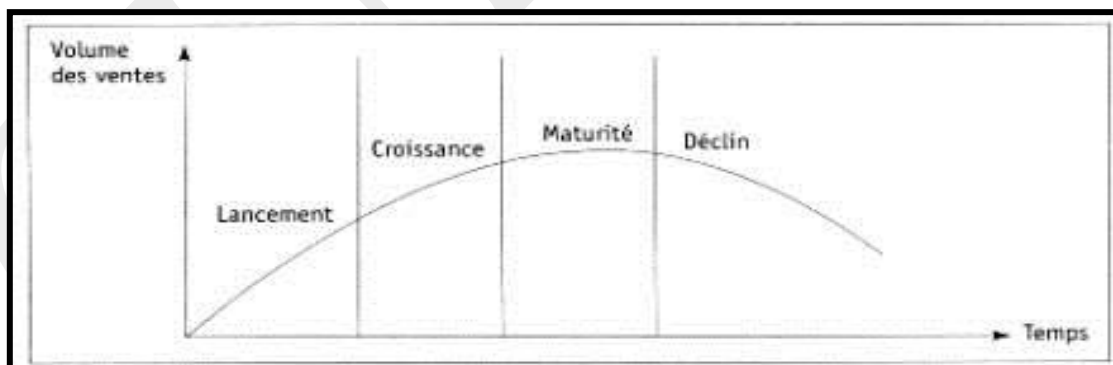 Volume
des ventes
Croissance
Maturité
Déclin
Lancement
Temps